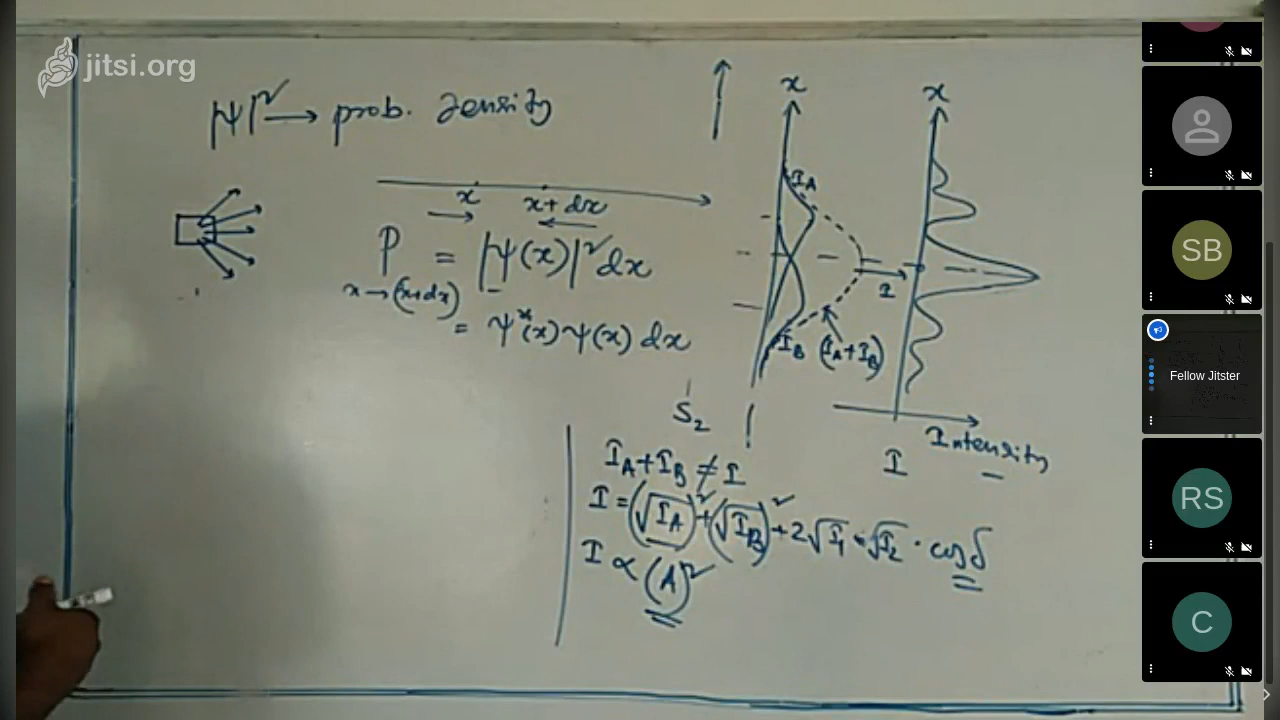 jitsi.org
|ψ|² → prob. density
x
x+dx
P = |ψ(x)|² dx
x→(x+dx)
= ψ*(x) ψ(x) dx
x
I_A
I_B (I_A+I_B)
x
I
Intensity
S₂
I_A+I_B ≠ I
I = (√I_A)² + (√I_B)² + 2√I₁ · √I₂ · cos δ
I ∝ (A)²
SB
Fellow Jitster
RS
C